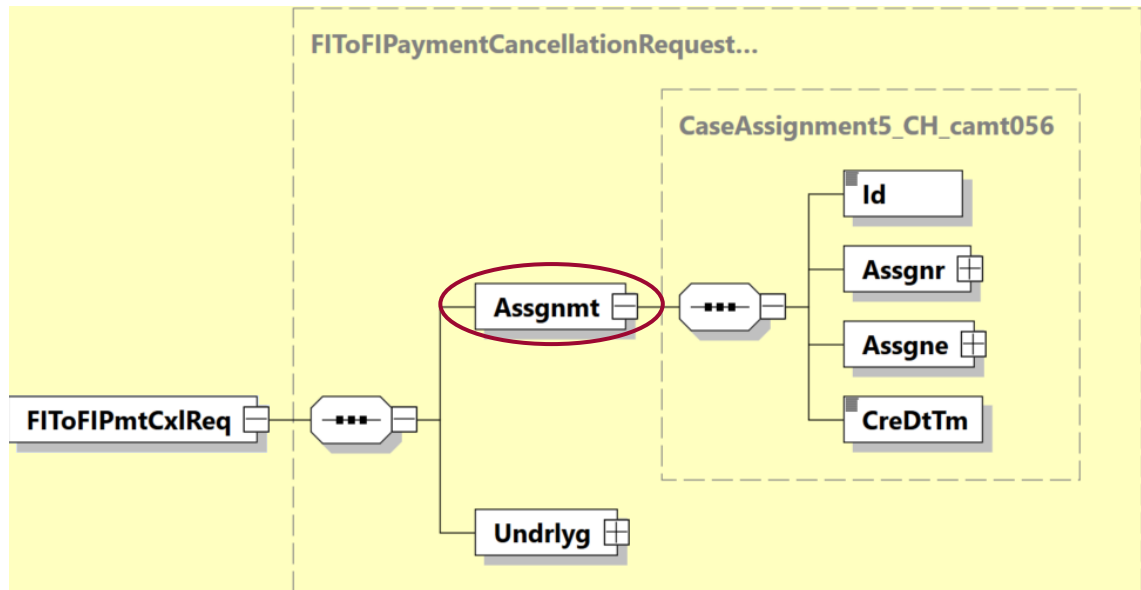 FIToFIPaymentCancellationRequest...
CaseAssignment5_CH_camt056
Id
Assgnr
Assgne
CreDtTm
Assgnmt
FIToFIPmtCxlReq
Undrlyg